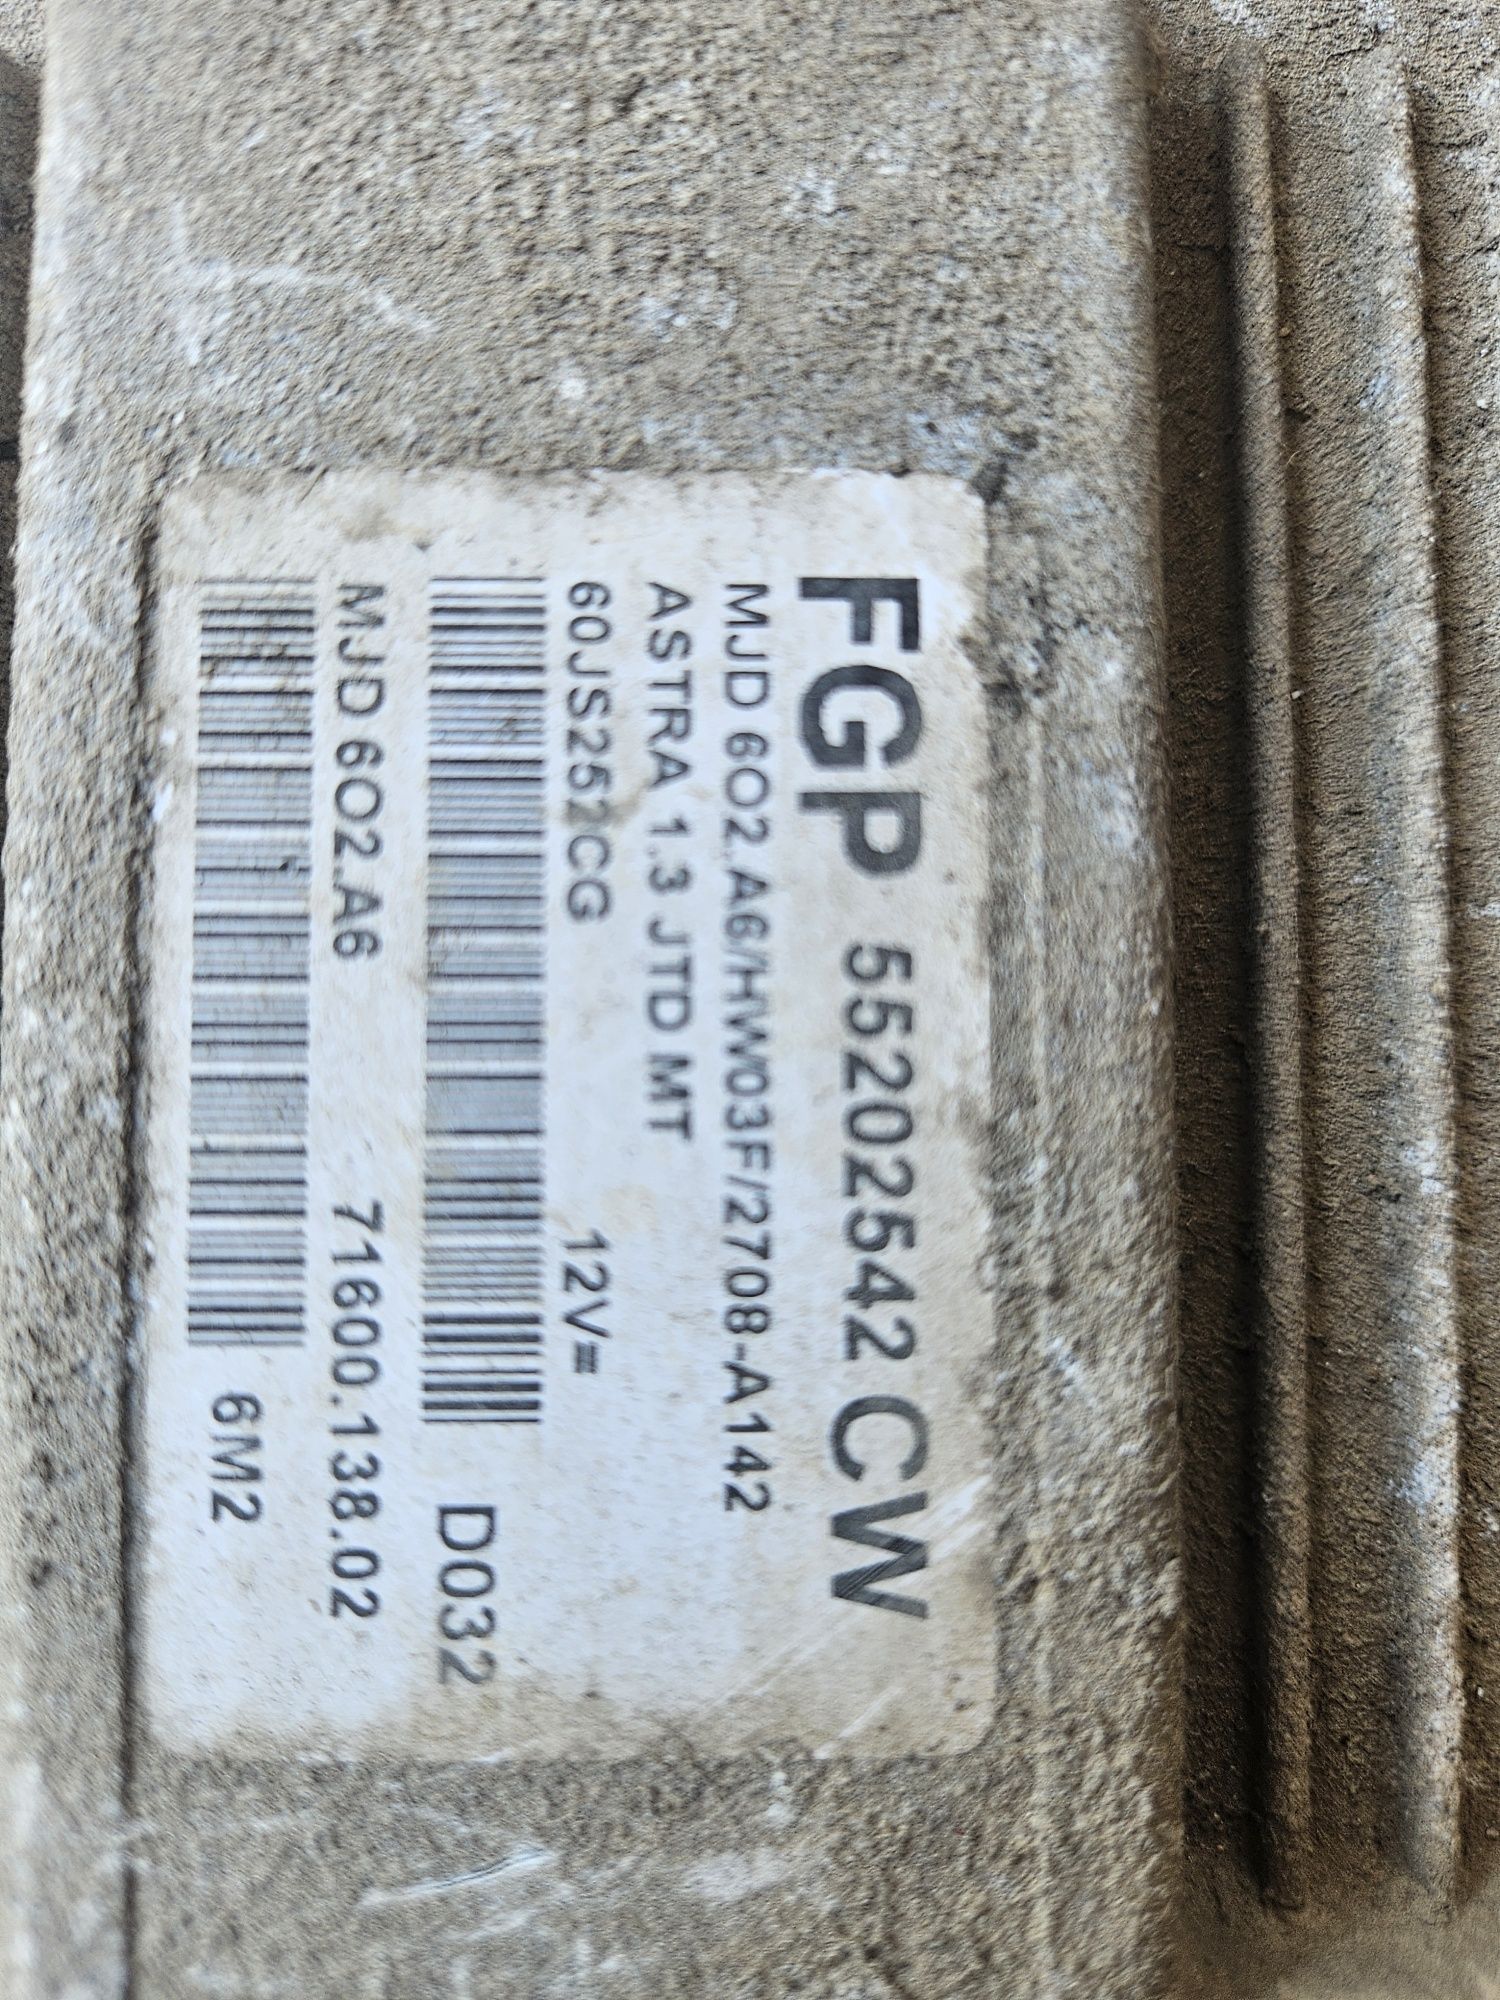 FGP 55202542 CW
MJD 6O2.A6/HW03F/2708-A142
ASTRA 1.3 JTD MT
60JS252CG 12V
D032
MJD 6O2.A6 71600.138.02
6M2